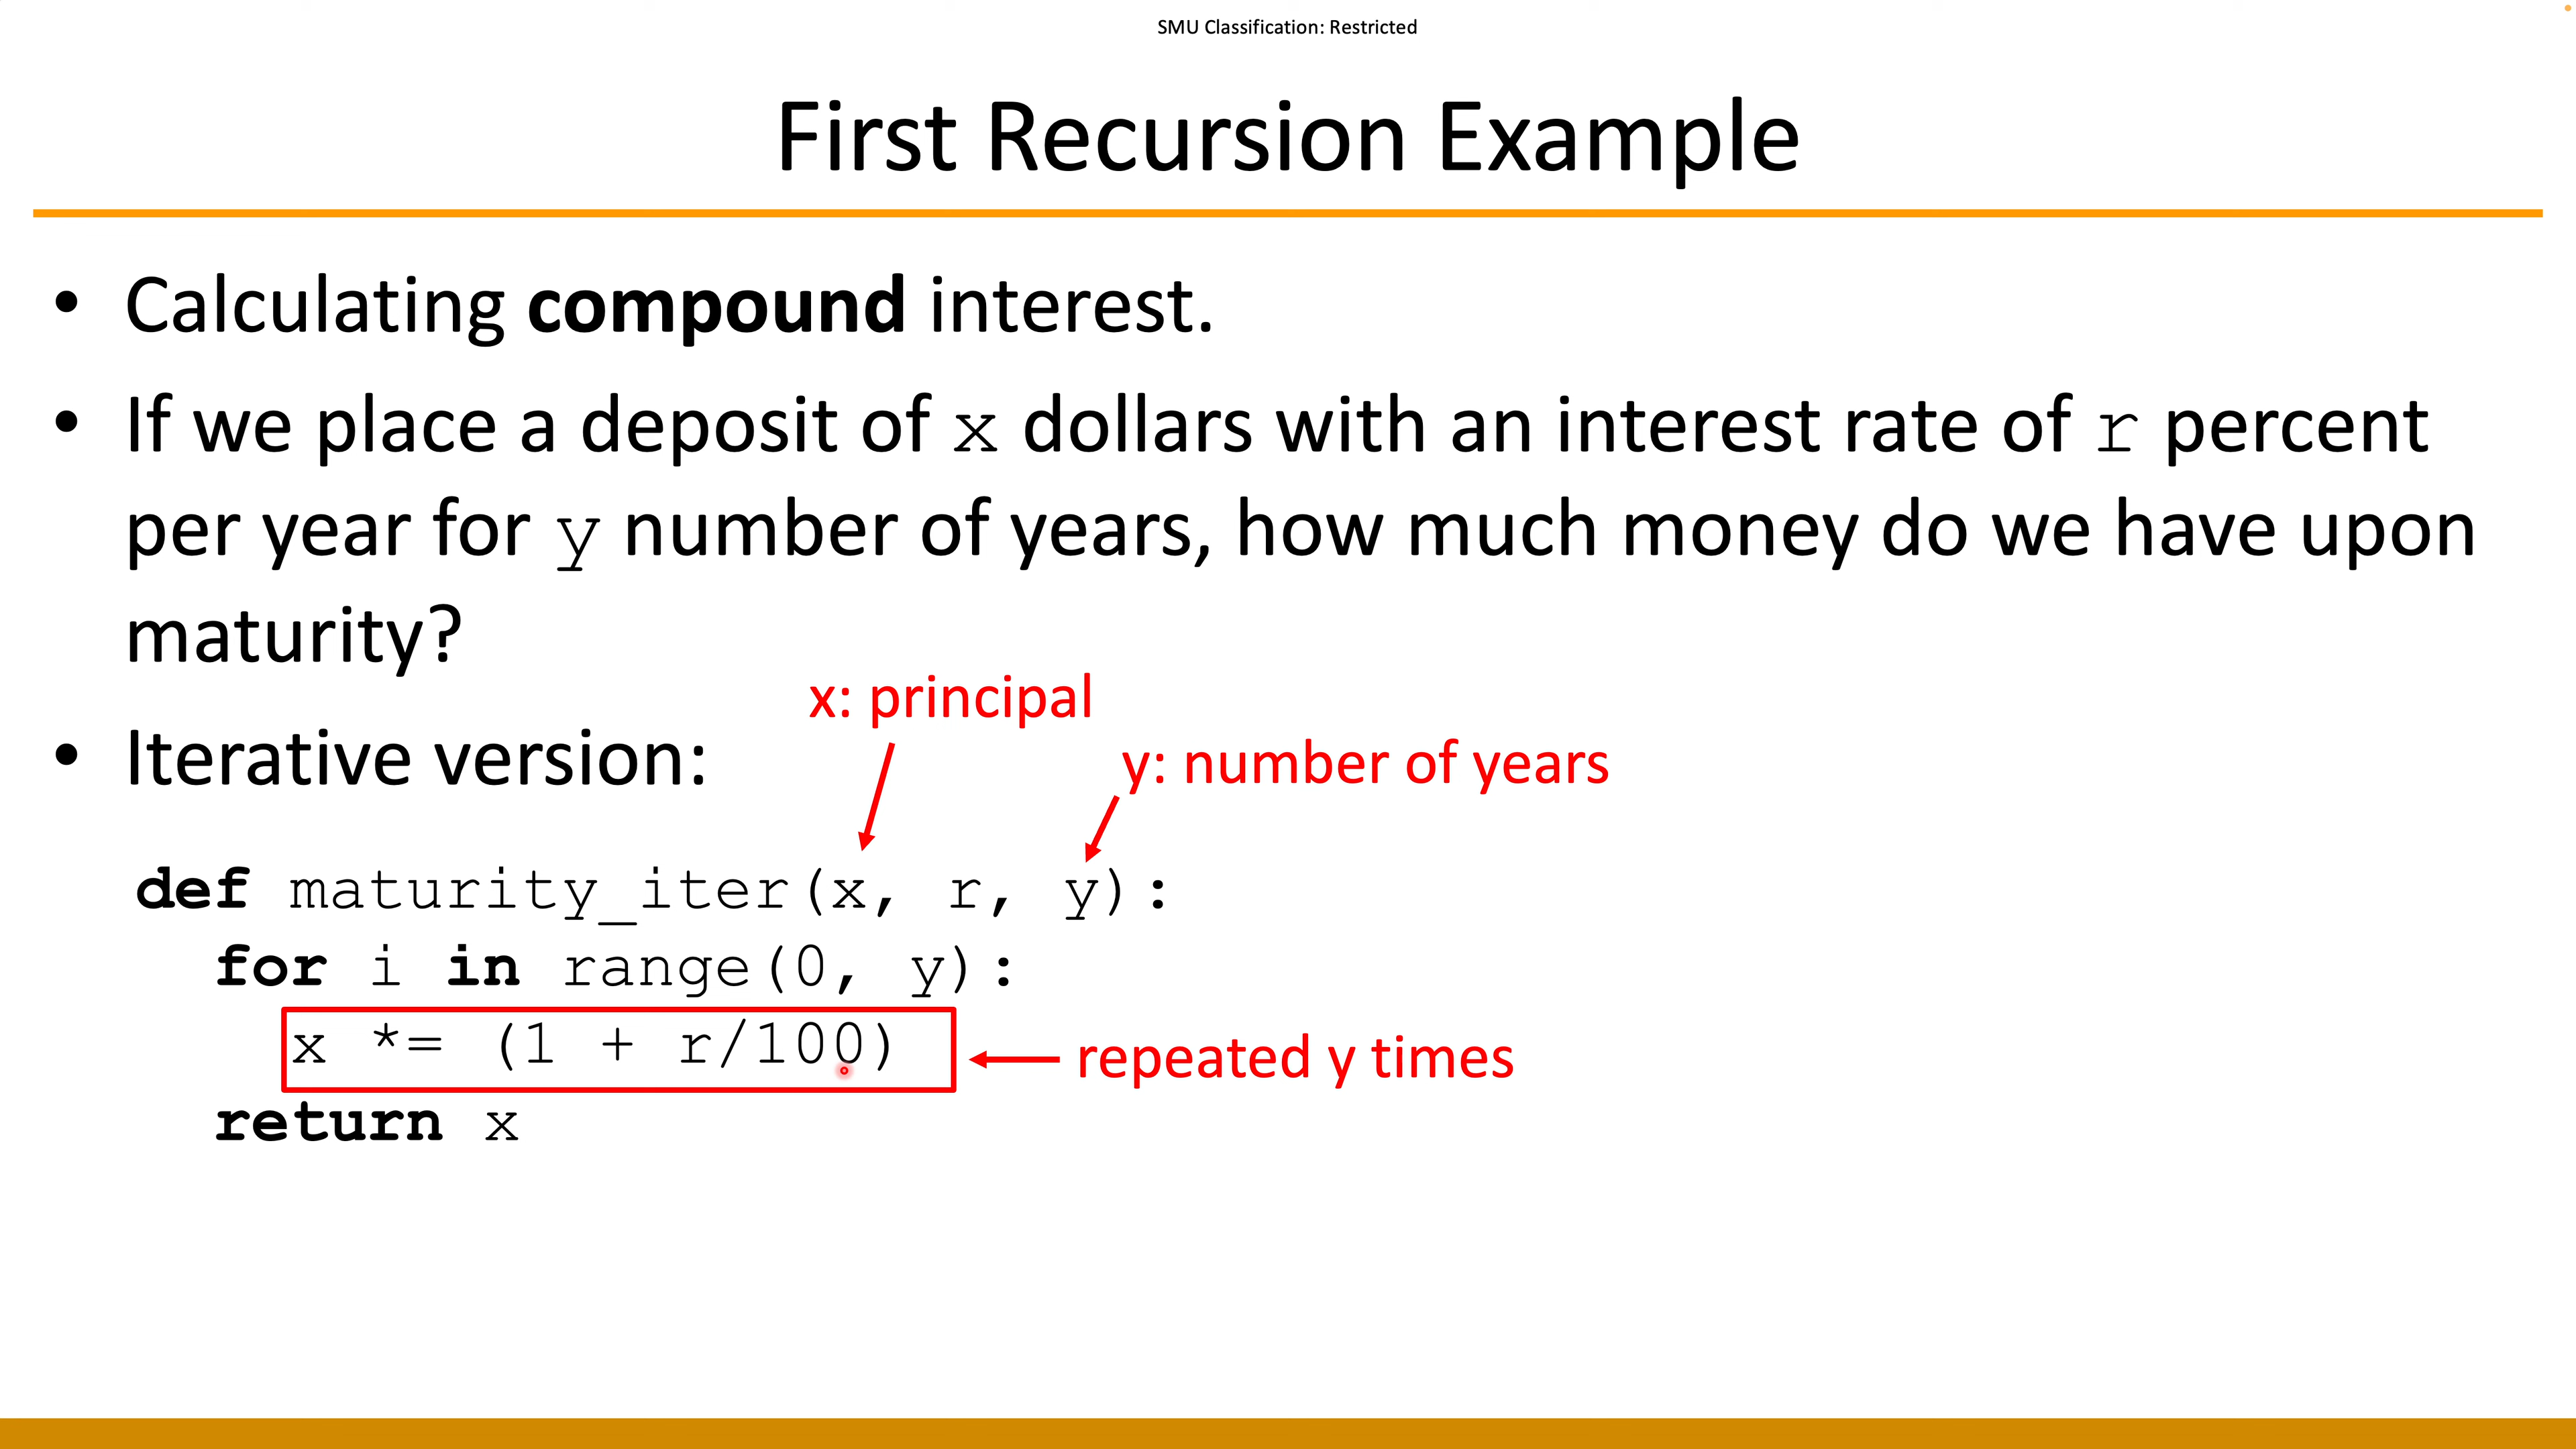 SMU Classification: Restricted
First Recursion Example
• Calculating compound interest.
• If we place a deposit of x dollars with an interest rate of r percent
per year for y number of years, how much money do we have upon
maturity?
x: principal
• Iterative version:
y: number of years
def maturity_iter(x, r, y):
for i in range(0, y):
x *= (1 + r/100)
repeated y times
return x